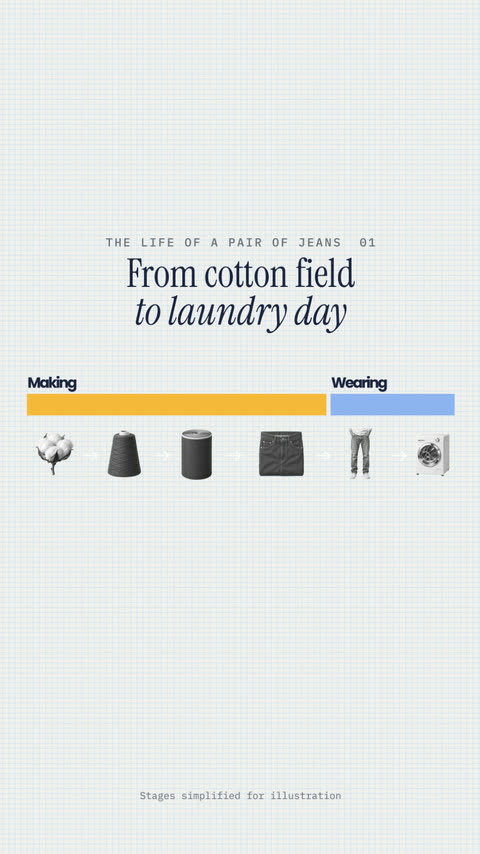 THE LIFE OF A PAIR OF JEANS 01
From cotton field
to laundry day
Making
Wearing
Stages simplified for illustration